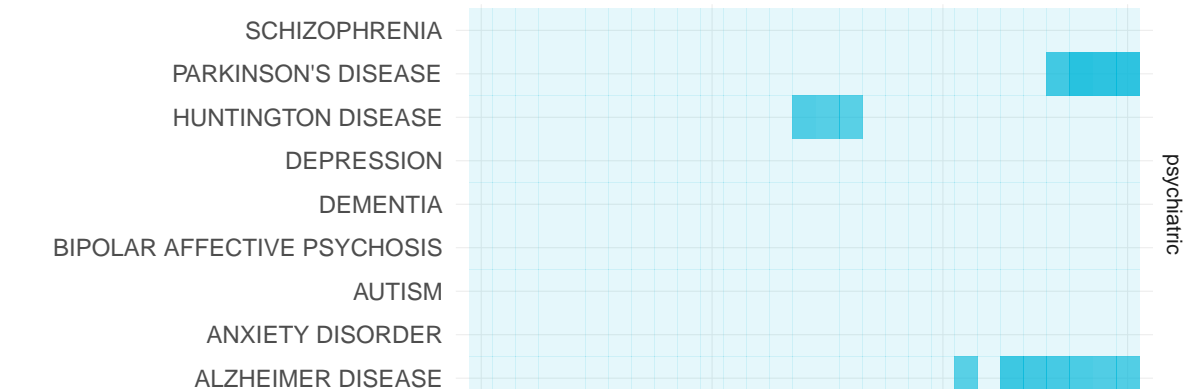 SCHIZOPHRENIA
PARKINSON'S DISEASE
HUNTINGTON DISEASE
DEPRESSION
DEMENTIA
BIPOLAR AFFECTIVE PSYCHOSIS
AUTISM
ANXIETY DISORDER
ALZHEIMER DISEASE
psychiatric